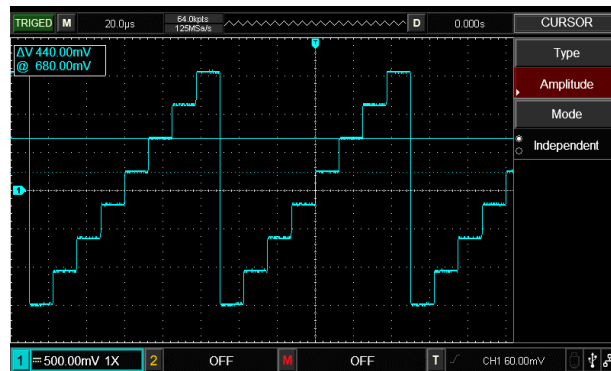 TRIGED M 20.0μs 64.0kpts D 0.000s CURSOR
125MSa/s
ΔV 440.00mV
@ 680.00mV
T
Type
Amplitude
Mode
Independent
1
1 500.00mV 1X 2 OFF M OFF T CH1 60.00mV